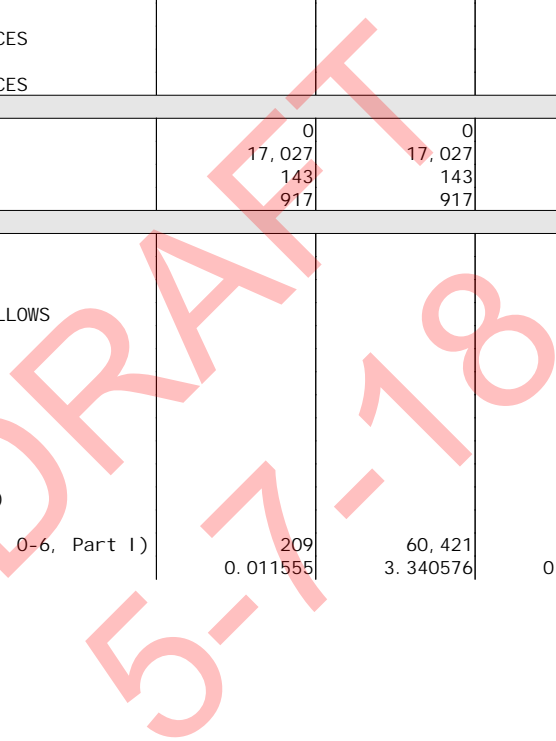 CES
CES
0 0
17,027 17,027
143 143
917 917
LLOWS
)
0-6, Part I) 209 60,421
0.011555 3.340576 0
DRAFT
5-7-18